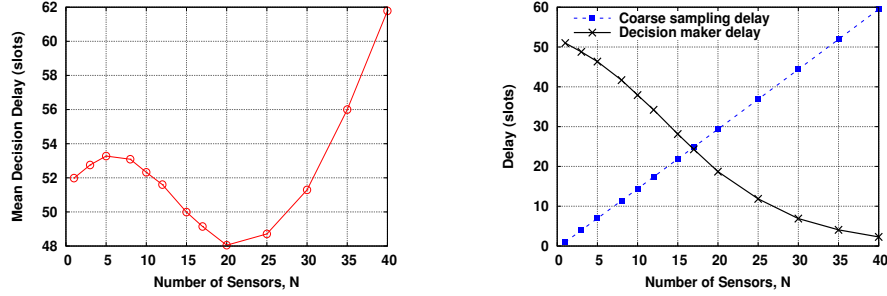 Mean Decision Delay (slots)
62
60
58
56
54
52
50
48
0 5 10 15 20 25 30 35 40
Number of Sensors, N
Delay (slots)
60
50
40
30
20
10
0
Coarse sampling delay
Decision maker delay
0 5 10 15 20 25 30 35 40
Number of Sensors, N